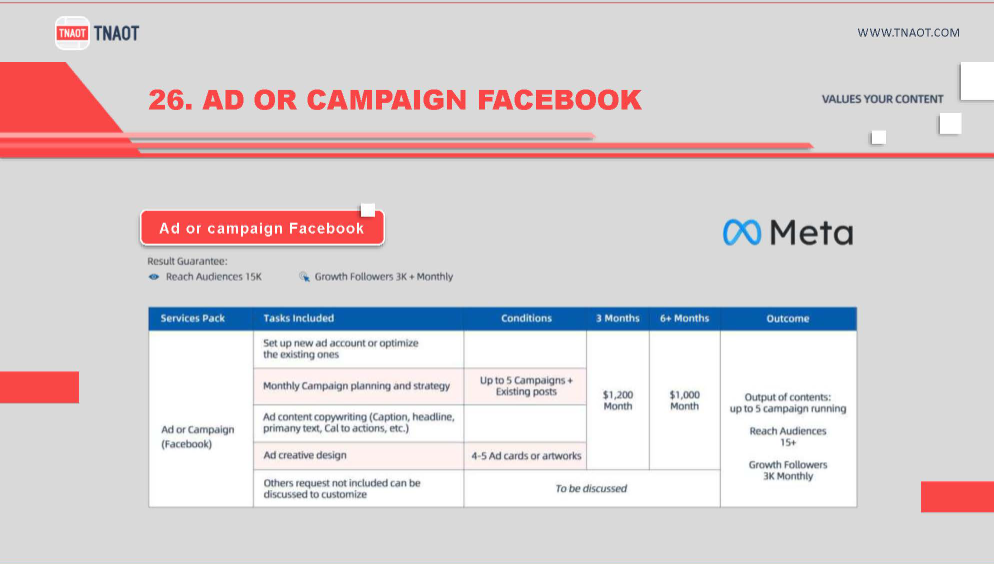 TNAOT TNAOT
WWW.TNAOT.COM
26. AD OR CAMPAIGN FACEBOOK
VALUES YOUR CONTENT
Ad or campaign Facebook
Meta
Result Guarantee:
Reach Audiences 15K
Growth Followers 3K + Monthly
Services Pack
Tasks Included
Conditions
3 Months
6+ Months
Outcome
Ad or Campaign
(Facebook)
Set up new ad account or optimize
the existing ones
Monthly Campaign planning and strategy
Up to 5 Campaigns +
Existing posts
Ad content copywriting (Caption, headline,
primany text, Cal to actions, etc.)
Ad creative design
4-5 Ad cards or artworks
Others request not included can be
discussed to customize
To be discussed
$1,200
Month
$1,000
Month
Output of contents:
up to 5 campaign running
Reach Audiences
15+
Growth Followers
3K Monthly